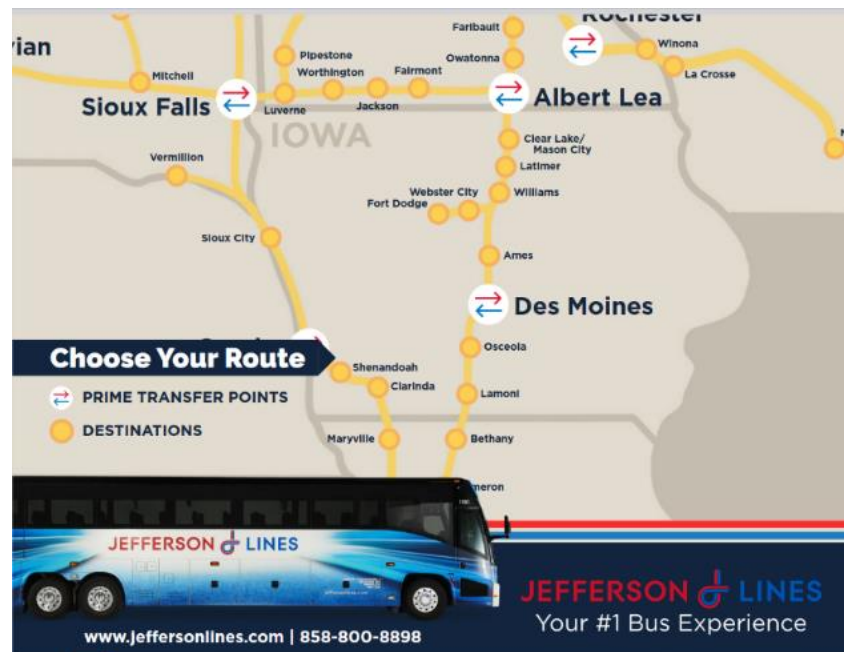 ian
Rochester
Faribault
Owatonna
Winona
La Crosse
Pipestone
Worthington
Fairmont
Mitchell
Sioux Falls
Luverne
Jackson
Albert Lea
IOWA
Clear Lake/
Mason City
Latimer
Vermillion
Webster City
Williams
Fort Dodge
Sioux City
Ames
Des Moines
Osceola
Choose Your Route
Shenandoah
Clarinda
Lamoni
PRIME TRANSFER POINTS
DESTINATIONS
Maryville
Bethany
meron
JEFFERSON LINES
JEFFERSON LINES
Your #1 Bus Experience
www.jeffersonlines.com | 858-800-8898